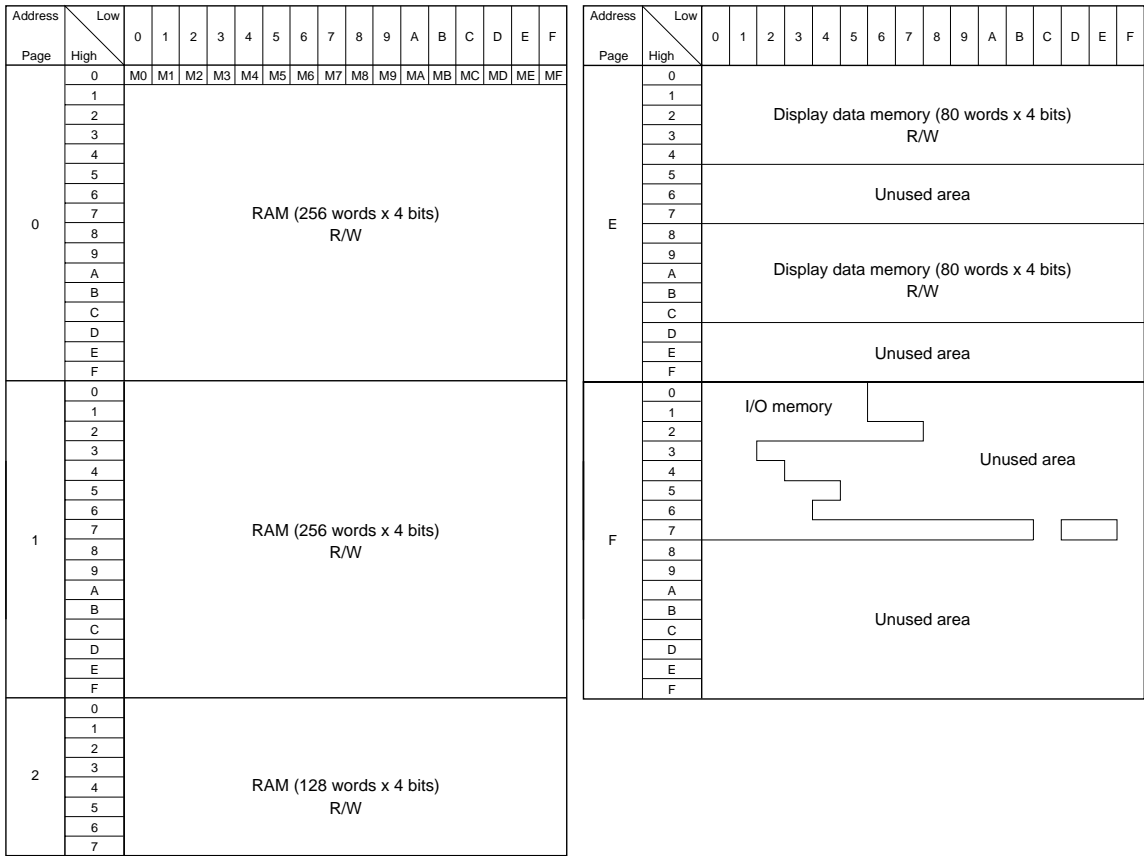 Address Low
0 1 2 3 4 5 6 7 8 9 A B C D E F
Page High
0 M0 M1 M2 M3 M4 M5 M6 M7 M8 M9 MA MB MC MD ME MF
1
2
3
4
5
6
7
RAM (256 words x 4 bits)
0
8
R/W
9
A
B
C
D
E
F
0
1
2
3
4
5
6
7
RAM (256 words x 4 bits)
1
8
R/W
9
A
B
C
D
E
F
0
1
2
3
2
4
RAM (128 words x 4 bits)
5
R/W
6
7
Address Low
0 1 2 3 4 5 6 7 8 9 A B C D E F
Page High
0
1
2
Display data memory (80 words x 4 bits)
3
R/W
4
5
6
Unused area
7
E
8
9
A
Display data memory (80 words x 4 bits)
B
R/W
C
D
E
Unused area
F
0
1
I/O memory
2
3
Unused area
4
5
6
7
F
8
9
A
B
Unused area
C
D
E
F